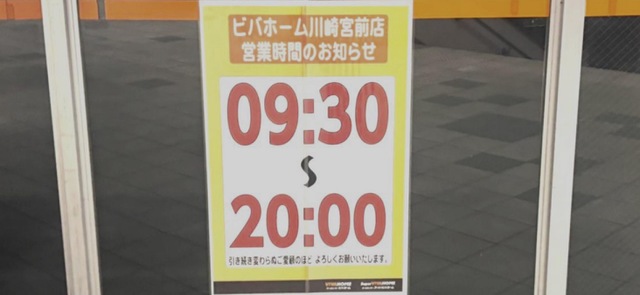 ビバホーム川崎宮前店
営業時間のお知らせ
09:30
〜
20:00
引き続き変わらぬご愛顧のほど よろしくお願いいたします。